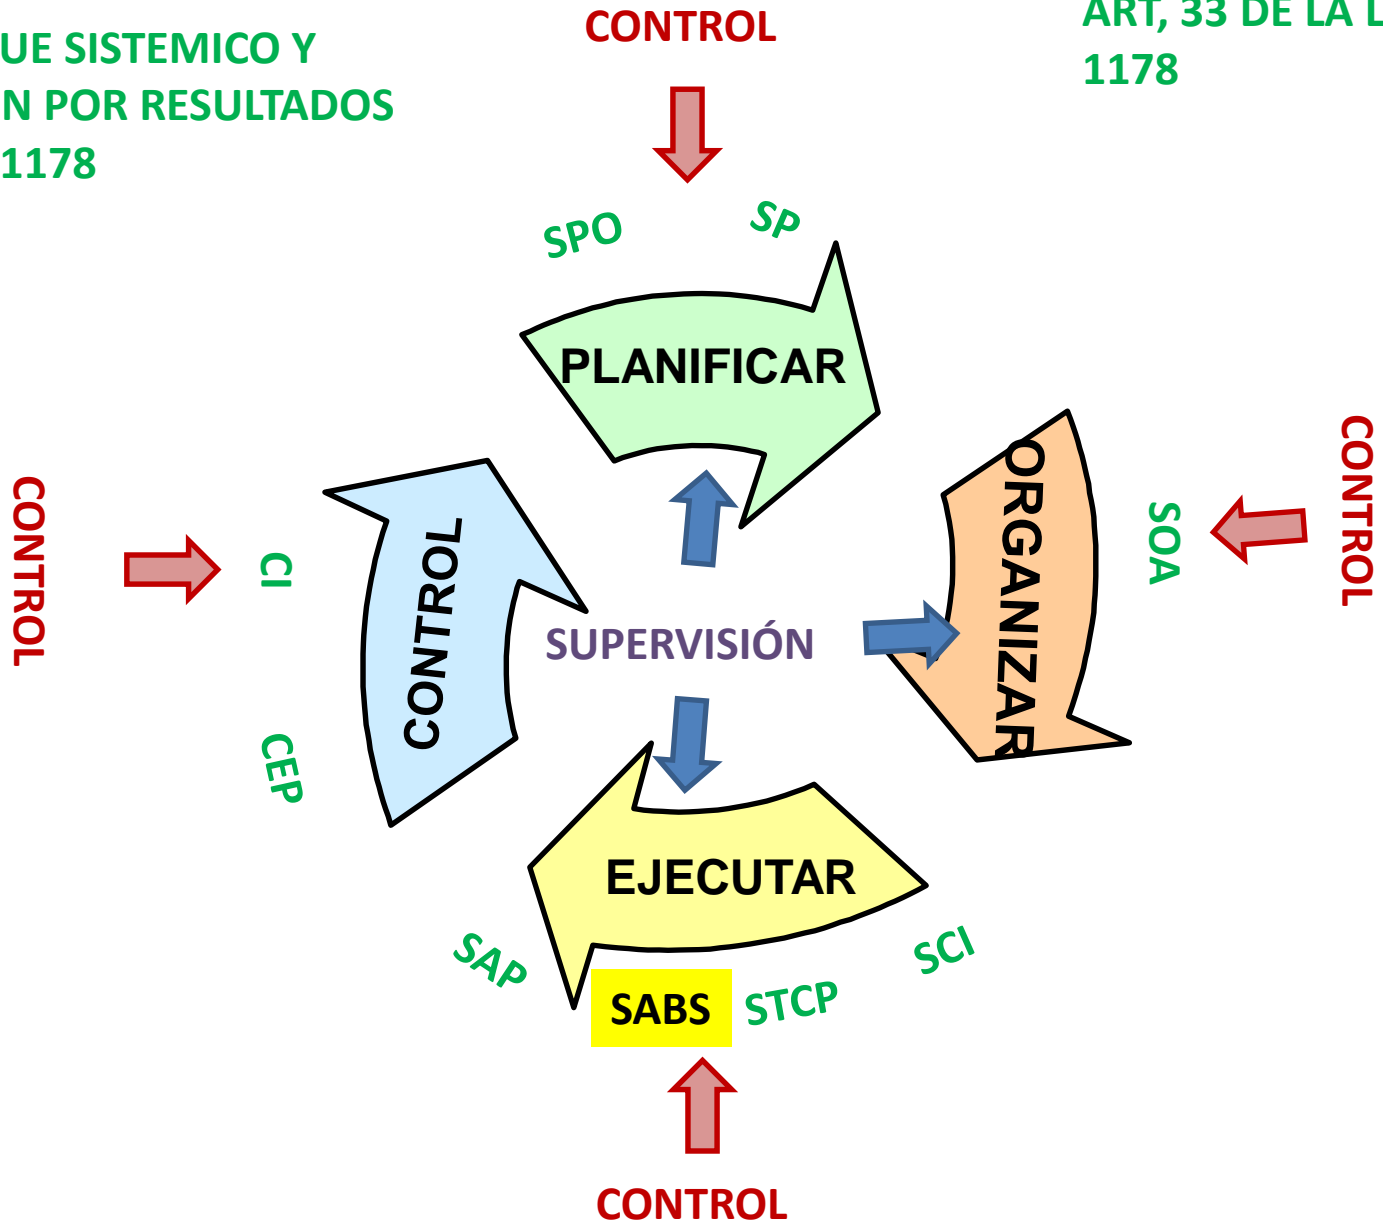 CONTROL
UE SISTEMICO Y
N POR RESULTADOS
1178
ART, 33 DE LA L
1178
SPO
SP
PLANIFICAR
ORGANIZAR
SOA
CONTROL
CONTROL
CI
CONTROL
SUPERVISIÓN
CEP
EJECUTAR
SAP
SABS
STCP
SCI
CONTROL